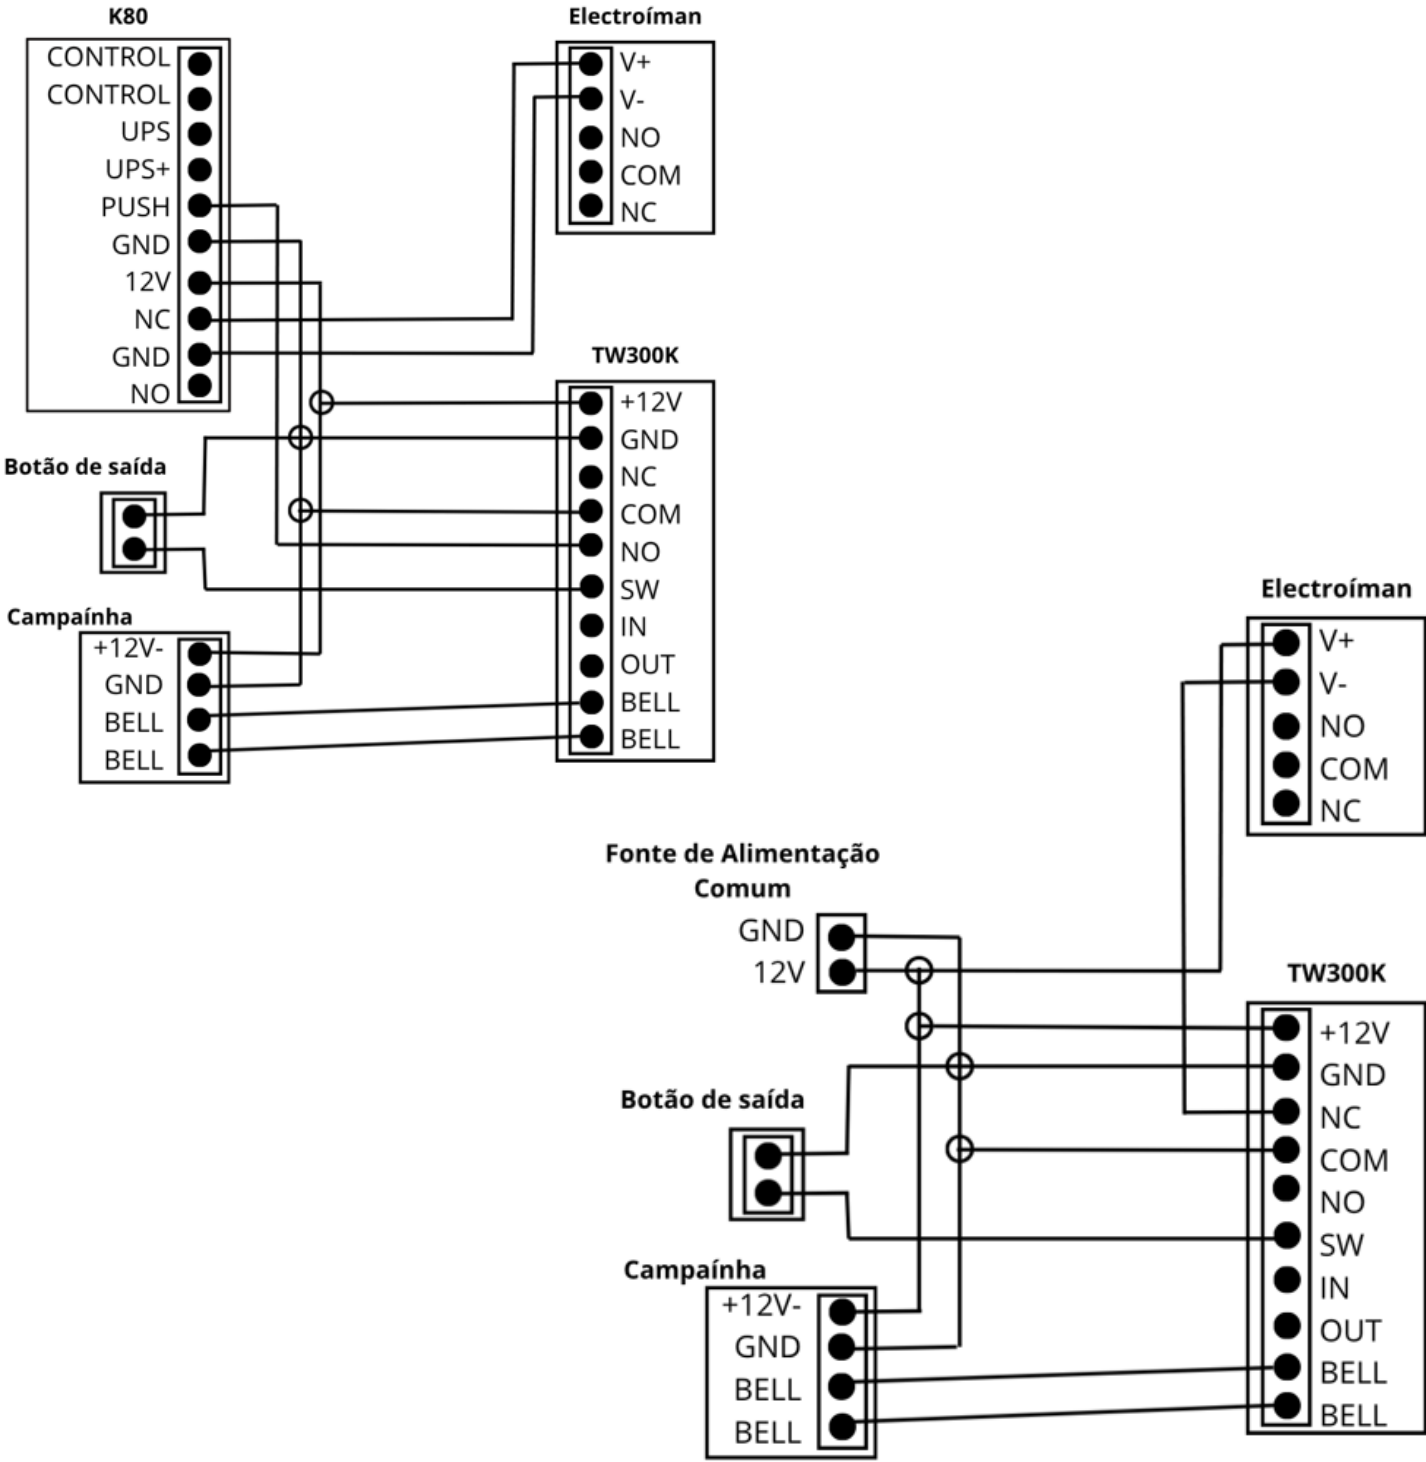 K80
CONTROL
CONTROL
UPS
UPS+
PUSH
GND
12V
NC
GND
NO
Electroíman
V+
V-
NO
COM
NC
TW300K
+12V
GND
NC
COM
NO
SW
IN
OUT
BELL
BELL
Botão de saída
Campaínha
+12V-
GND
BELL
BELL
Electroíman
V+
V-
NO
COM
NC
Fonte de Alimentação
Comum
GND
12V
TW300K
+12V
GND
NC
COM
NO
SW
IN
OUT
BELL
BELL
Botão de saída
Campaínha
+12V-
GND
BELL
BELL